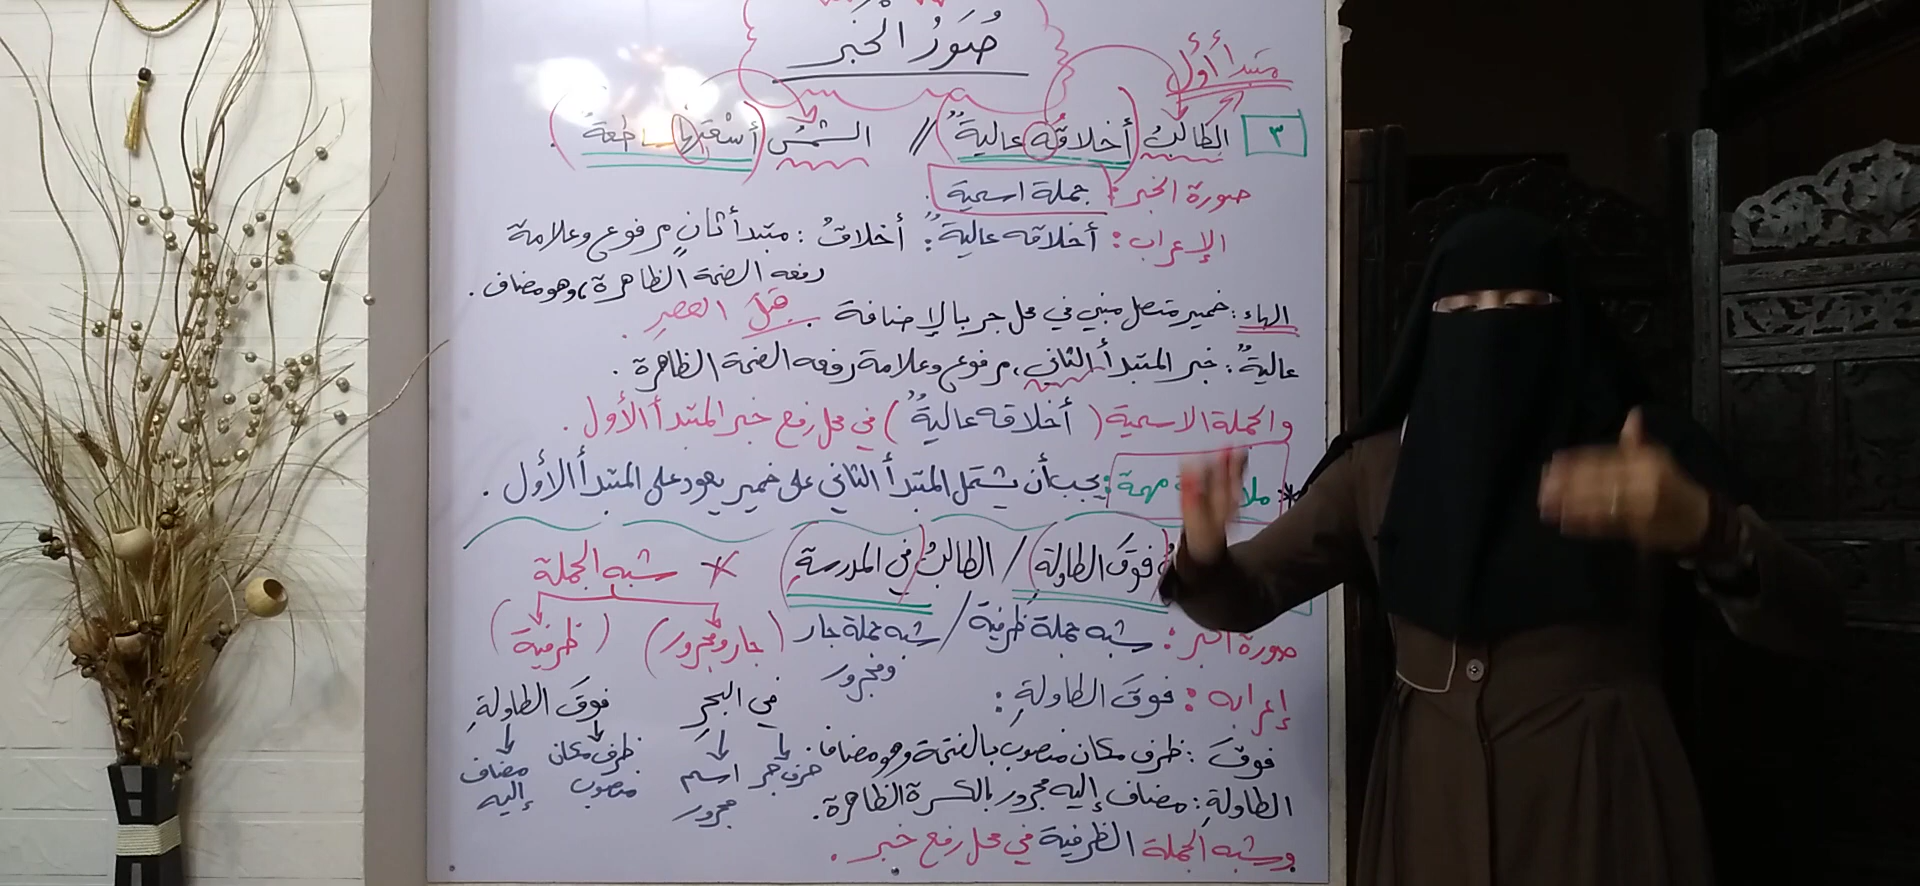 صُوَرُ الْخَبَر
مبتدأ أول
٣ الطالبُ (أخلاقُه عاليةٌ) // الشمسُ (أشعتها ساطعةٌ).
صورة الخبر: جملة اسمية.
الإعراب: أخلاقه عاليةٌ: أخلاقُ: مبتدأ ثانٍ مرفوع وعلامة
رفعه الضمة الظاهرة، وهو مضاف.
الهاء: ضمير متصل مبني في محل جر بالإضافة.
عاليةٌ: خبر المبتدأ الثاني، مرفوع وعلامة رفعه الضمة الظاهرة.
والجملة الاسمية (أخلاقه عاليةٌ) في محل رفع خبر المبتدأ الأول.
* مهمة: يجب أن يشتمل المبتدأ الثاني على ضمير يعود على المبتدأ الأول.
(فوقَ الطاولةِ) / الطالبُ (في المدرسةِ) * شبه الجملة
صورة الخبر: شبه جملة ظرفية / شبه جملة جار ومجرور
(جار ومجرور) (ظرفية)
إعرابه: فوقَ الطاولةِ:
في البحرِ فوقَ الطاولةِ
فوقَ: ظرف مكان منصوب بالفتحة وهو مضاف.
حرف جر اسم مجرور ظرف مكان منصوب مضاف إليه
الطاولةِ: مضاف إليه مجرور بالكسرة الظاهرة.
وشبه الجملة الظرفية في محل رفع خبر.